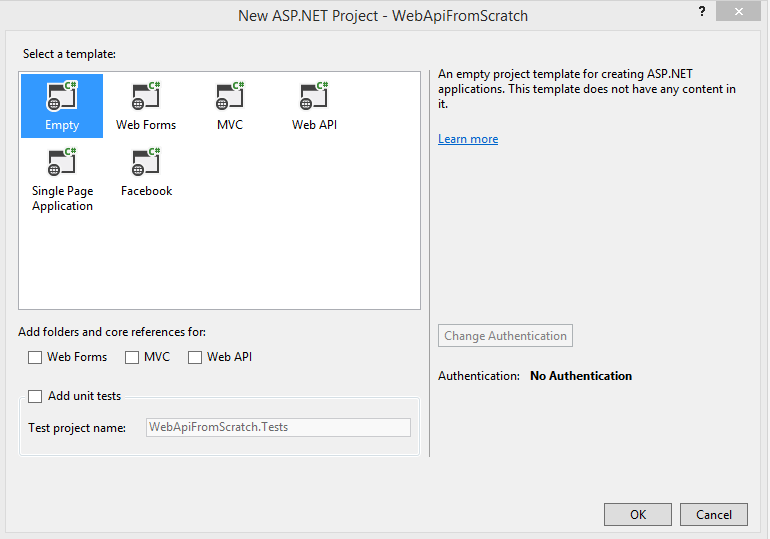 New ASP.NET Project - WebApiFromScratch
?
Select a template:
C# C# C# C#
Empty Web Forms MVC Web API
C# C#
Single Page Application Facebook
An empty project template for creating ASP.NET
applications. This template does not have any content in
it.
Learn more
Add folders and core references for:
Web Forms MVC Web API
Add unit tests
Test project name: WebApiFromScratch.Tests
Change Authentication
Authentication: No Authentication
OK Cancel